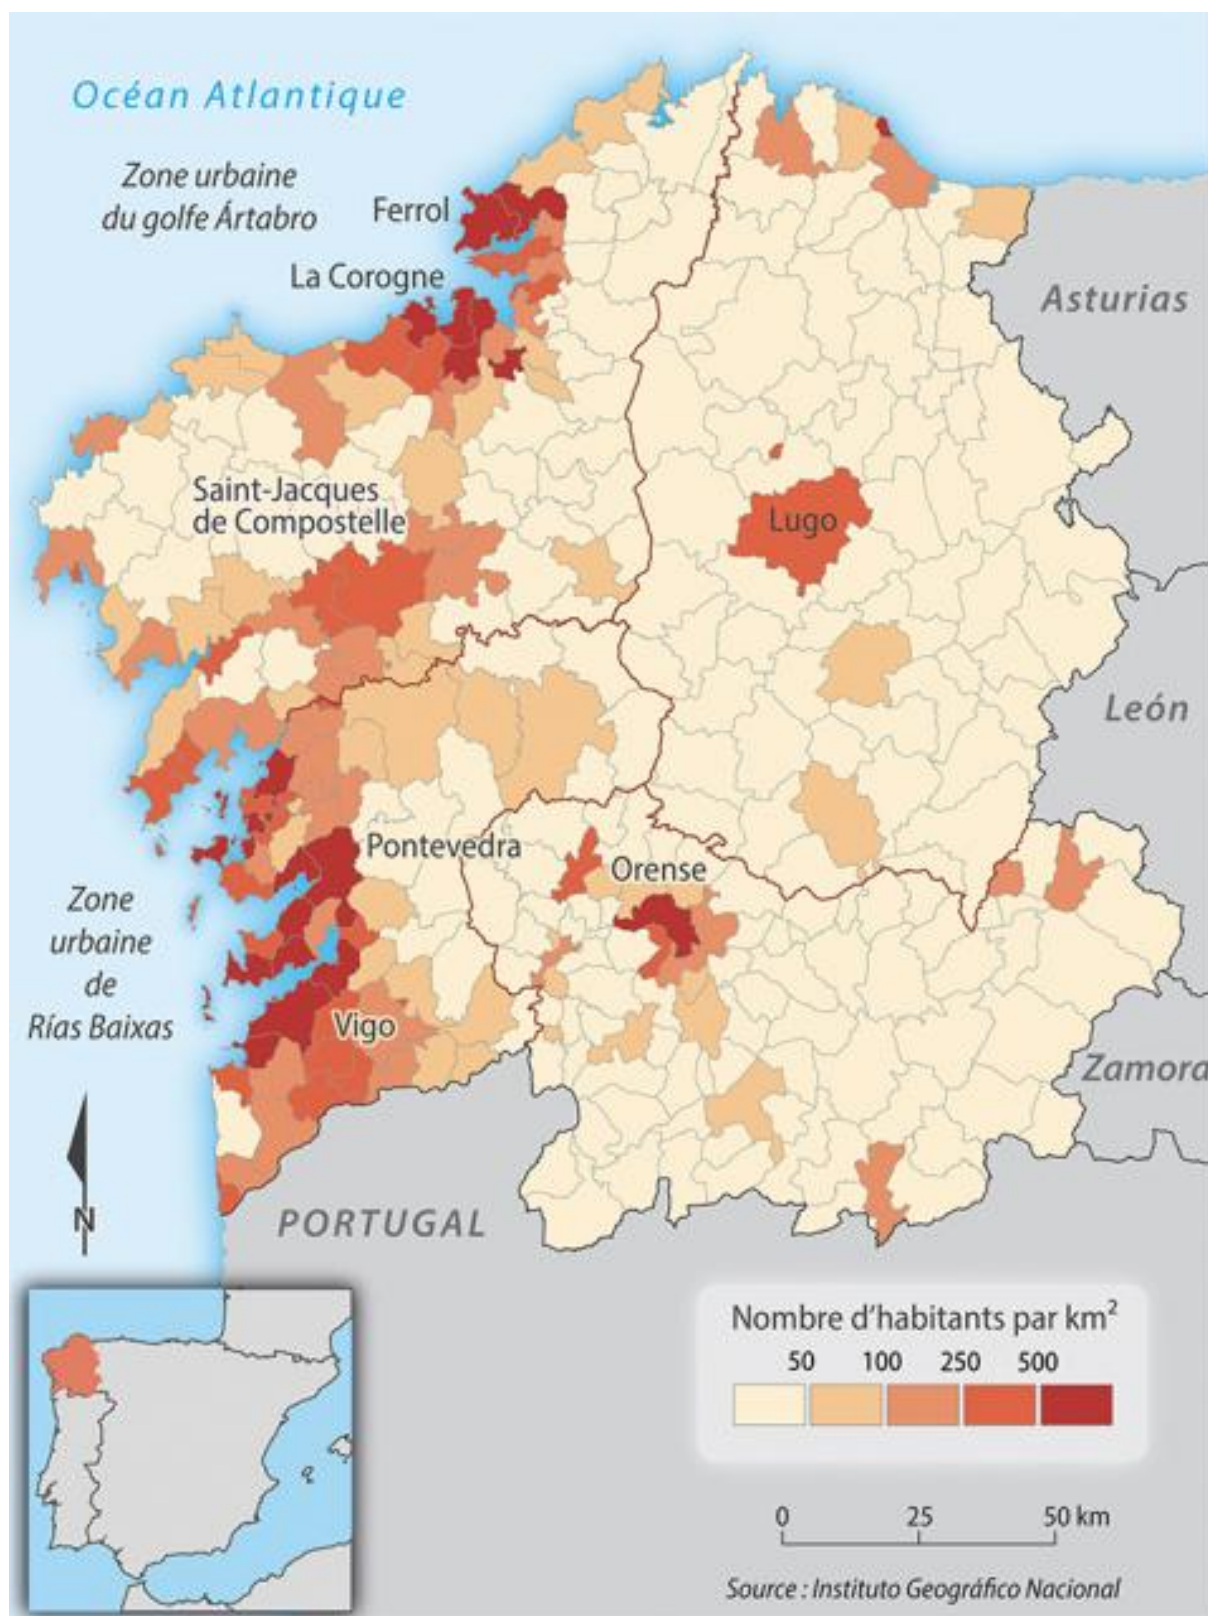 Océan Atlantique
Zone urbaine
du golfe Ártabro
Ferrol
La Corogne
Asturias
Saint-Jacques
de Compostelle
Lugo
León
Pontevedra
Orense
Zone
urbaine
de
Rías Baixas
Vigo
Zamora
N
PORTUGAL
Nombre d'habitants par km²
50 100 250 500
0 25 50 km
Source : Instituto Geográfico Nacional